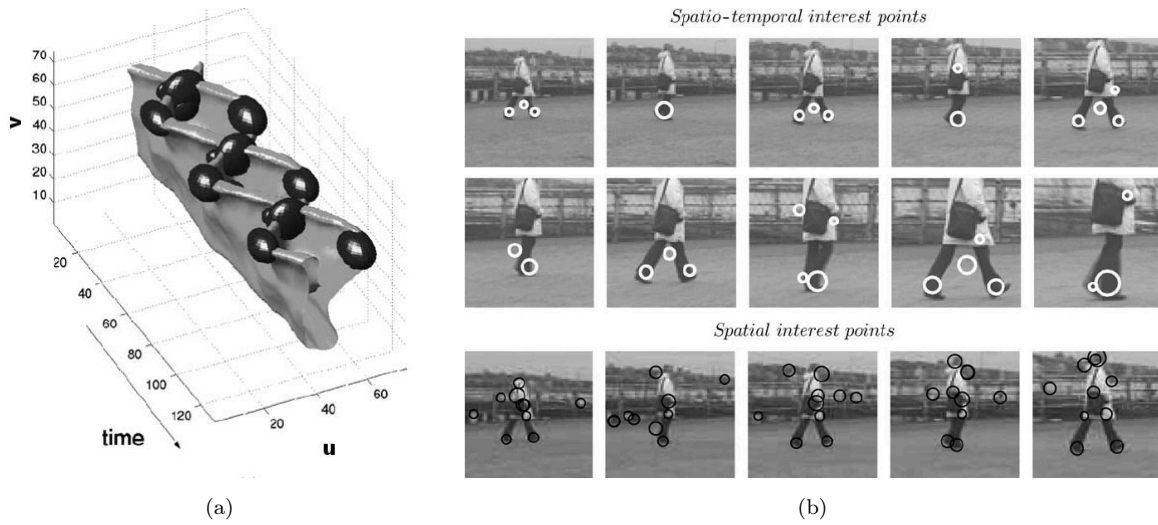 Spatio-temporal interest points
70
60
50
40
30
20
10
v
20
40
60
80
100
120
20
40
60
time
u
Spatial interest points
(a)
(b)